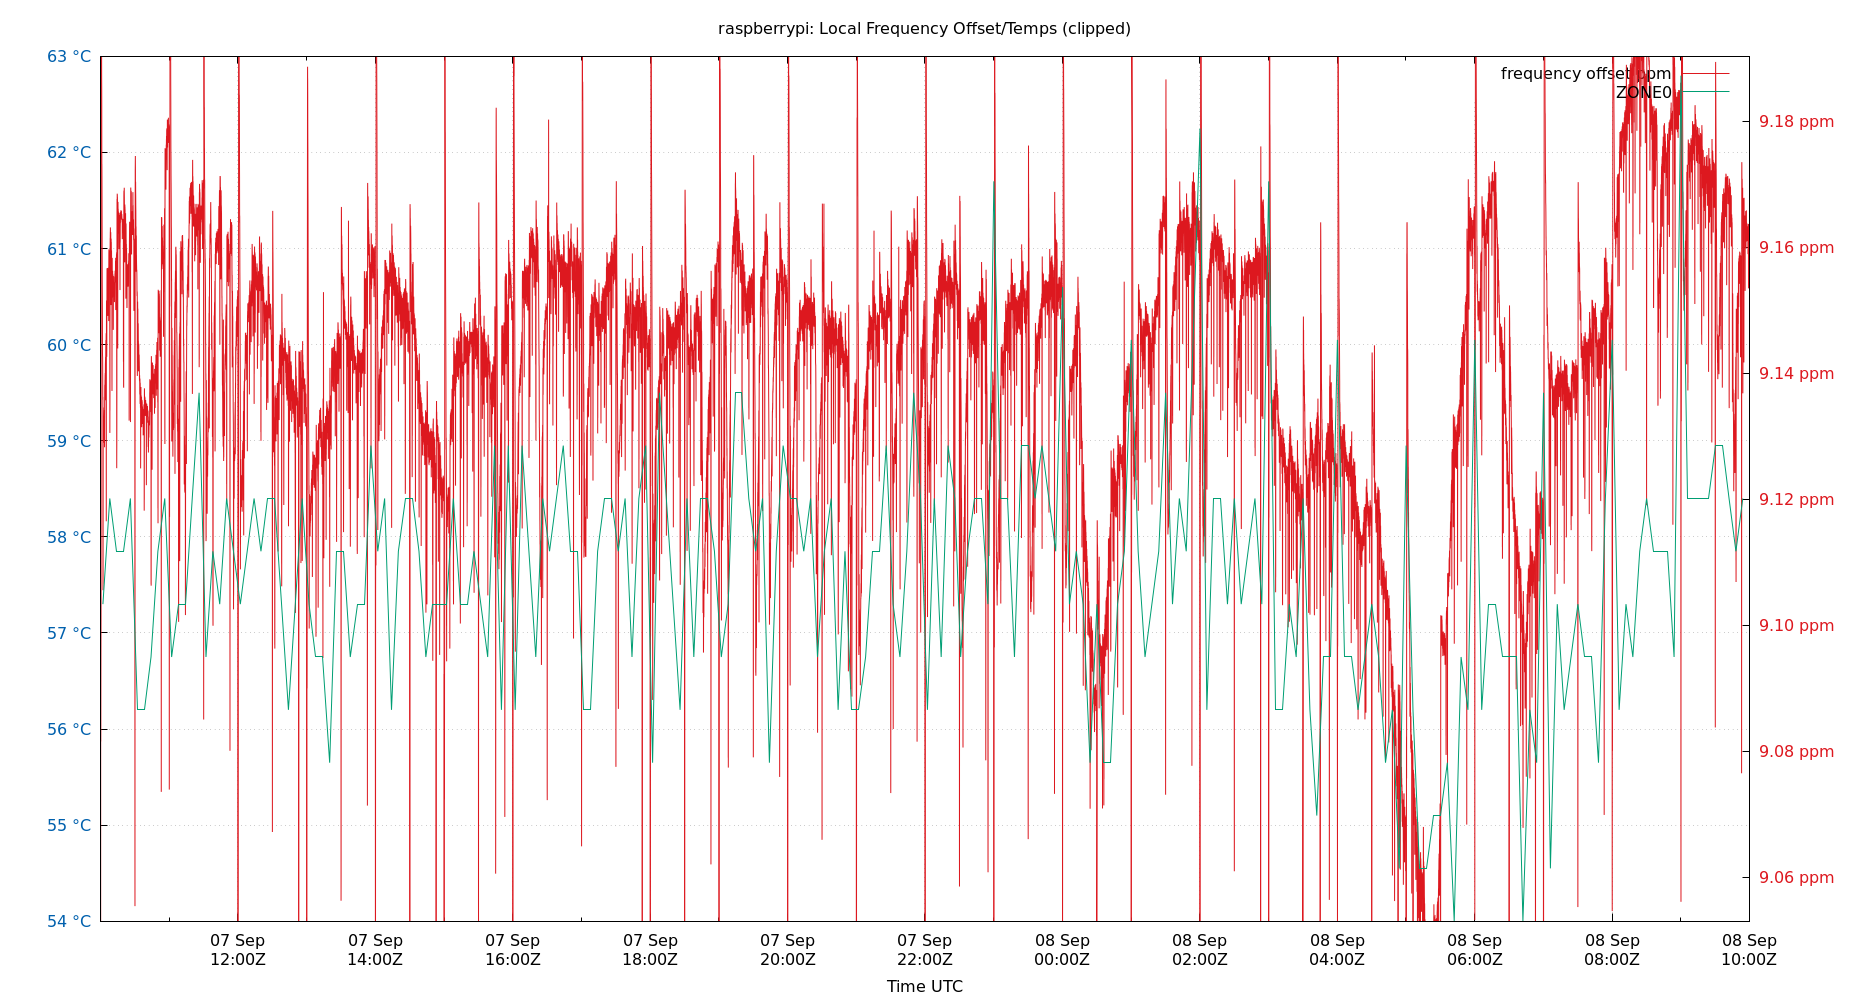 raspberrypi: Local Frequency Offset/Temps (clipped)
63 °C
62 °C
61 °C
60 °C
59 °C
58 °C
57 °C
56 °C
55 °C
54 °C
frequency offset ppm
ZONE0
9.18 ppm
9.16 ppm
9.14 ppm
9.12 ppm
9.10 ppm
9.08 ppm
9.06 ppm
07 Sep 07 Sep 07 Sep 07 Sep 07 Sep 07 Sep 08 Sep 08 Sep 08 Sep 08 Sep 08 Sep 08 Sep
12:00Z 14:00Z 16:00Z 18:00Z 20:00Z 22:00Z 00:00Z 02:00Z 04:00Z 06:00Z 08:00Z 10:00Z
Time UTC